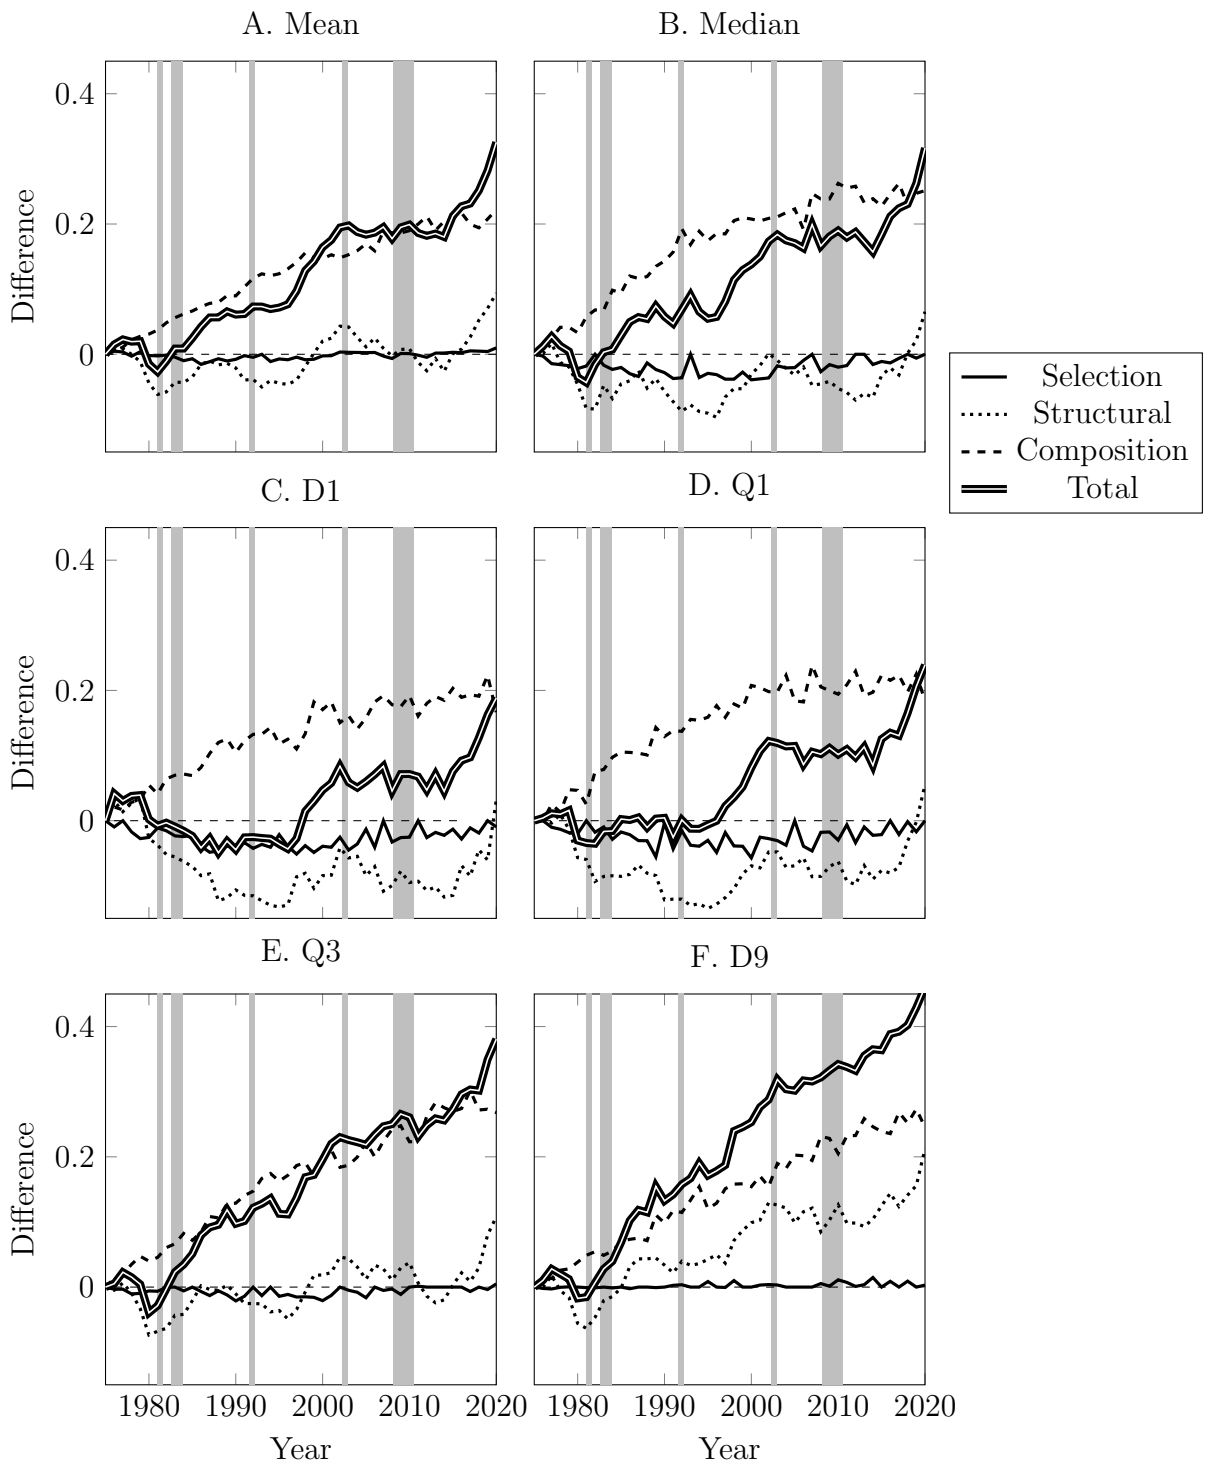 A. Mean
B. Median
0.4
0.2
0
Difference
Selection
Structural
Composition
Total
C. D1
D. Q1
0.4
0.2
0
Difference
E. Q3
F. D9
0.4
0.2
0
Difference
1980 1990 2000 2010 2020
1980 1990 2000 2010 2020
Year
Year